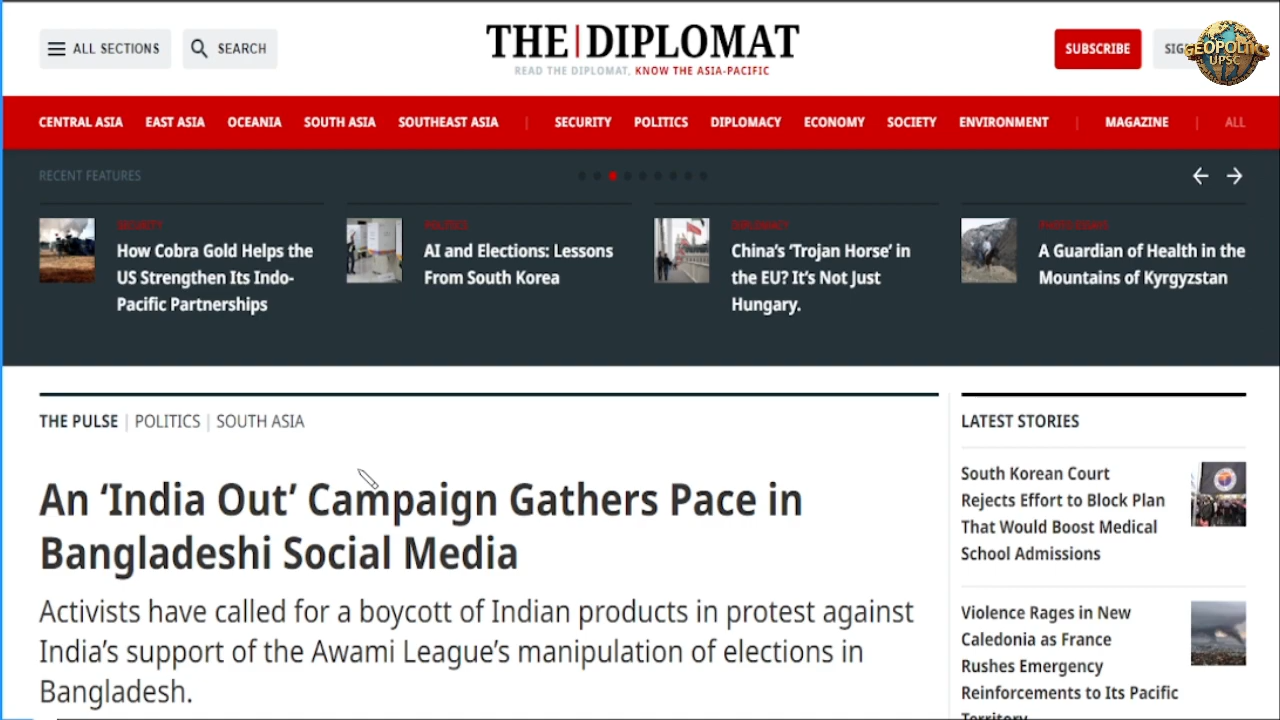 ALL SECTIONS
SEARCH
THE DIPLOMAT
READ THE DIPLOMAT, KNOW THE ASIA-PACIFIC
SUBSCRIBE
GEOPOLITICS
UPSC
CENTRAL ASIA EAST ASIA OCEANIA SOUTH ASIA SOUTHEAST ASIA | SECURITY POLITICS DIPLOMACY ECONOMY SOCIETY ENVIRONMENT | MAGAZINE | ALL
RECENT FEATURES
SECURITY
How Cobra Gold Helps the
US Strengthen Its Indo-
Pacific Partnerships
POLITICS
AI and Elections: Lessons
From South Korea
DIPLOMACY
China’s ‘Trojan Horse’ in
the EU? It’s Not Just
Hungary.
PHOTO ESSAY
A Guardian of Health in the
Mountains of Kyrgyzstan
THE PULSE | POLITICS | SOUTH ASIA
An ‘India Out’ Campaign Gathers Pace in
Bangladeshi Social Media
Activists have called for a boycott of Indian products in protest against
India’s support of the Awami League’s manipulation of elections in
Bangladesh.
LATEST STORIES
South Korean Court
Rejects Effort to Block Plan
That Would Boost Medical
School Admissions
Violence Rages in New
Caledonia as France
Rushes Emergency
Reinforcements to Its Pacific
Territory